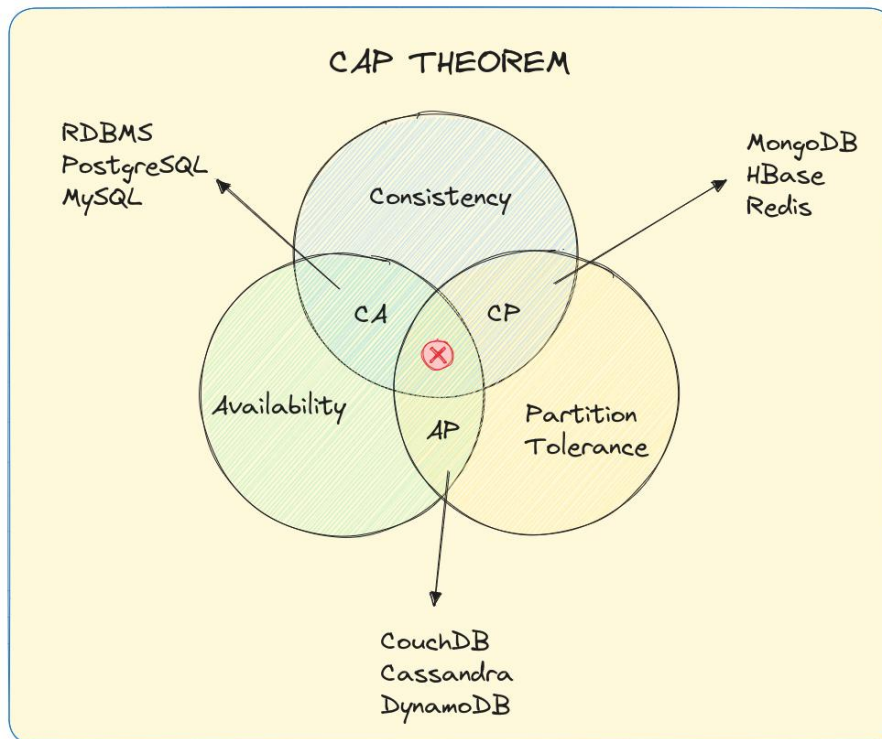 CAP THEOREM
RDBMS
PostgreSQL
MySQL
MongoDB
HBase
Redis
Consistency
CA
CP
Availability
Partition
Tolerance
AP
CouchDB
Cassandra
DynamoDB